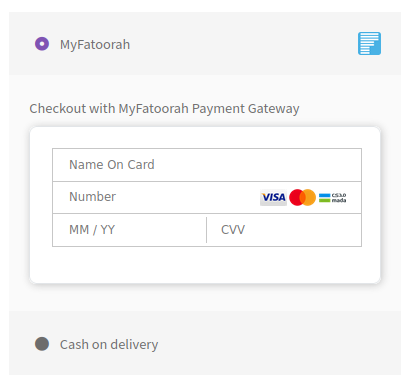 MyFatoorah
Checkout with MyFatoorah Payment Gateway
Name On Card
Number VISA mada
MM / YY CVV
Cash on delivery